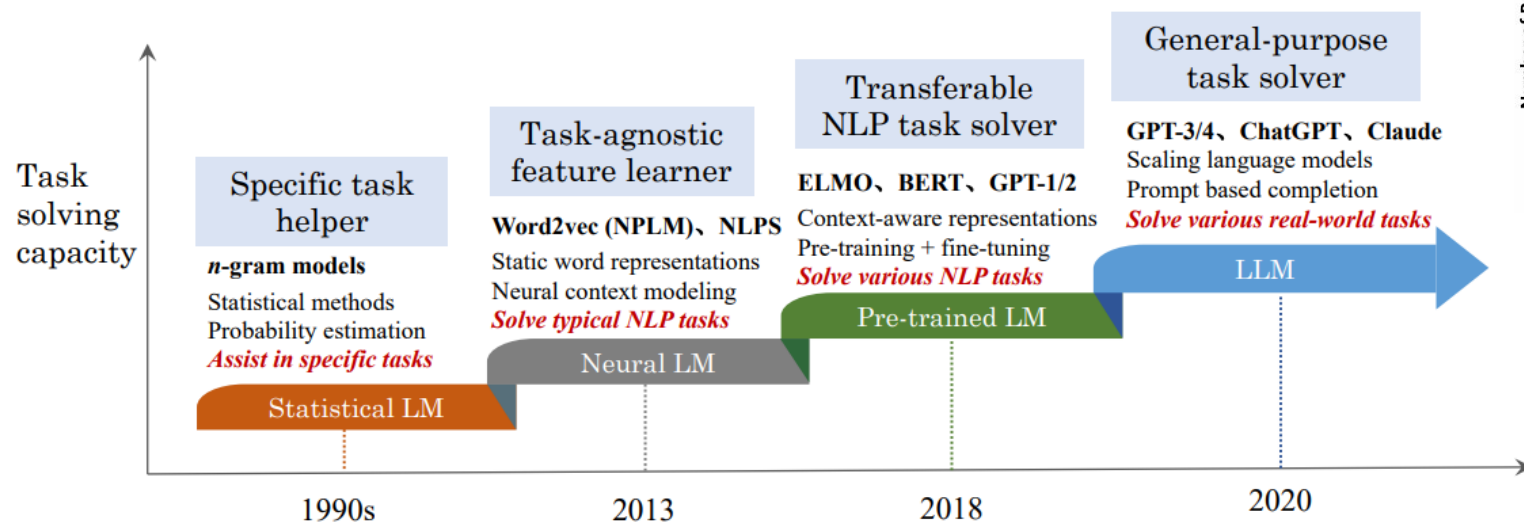 Task
solving
capacity
Specific task
helper
n-gram models
Statistical methods
Probability estimation
Assist in specific tasks
Statistical LM
1990s
Task-agnostic
feature learner
Word2vec (NPLM)、NLPS
Static word representations
Neural context modeling
Solve typical NLP tasks
Neural LM
2013
Transferable
NLP task solver
ELMO、BERT、GPT-1/2
Context-aware representations
Pre-training + fine-tuning
Solve various NLP tasks
Pre-trained LM
2018
General-purpose
task solver
GPT-3/4、ChatGPT、Claude
Scaling language models
Prompt based completion
Solve various real-world tasks
LLM
2020